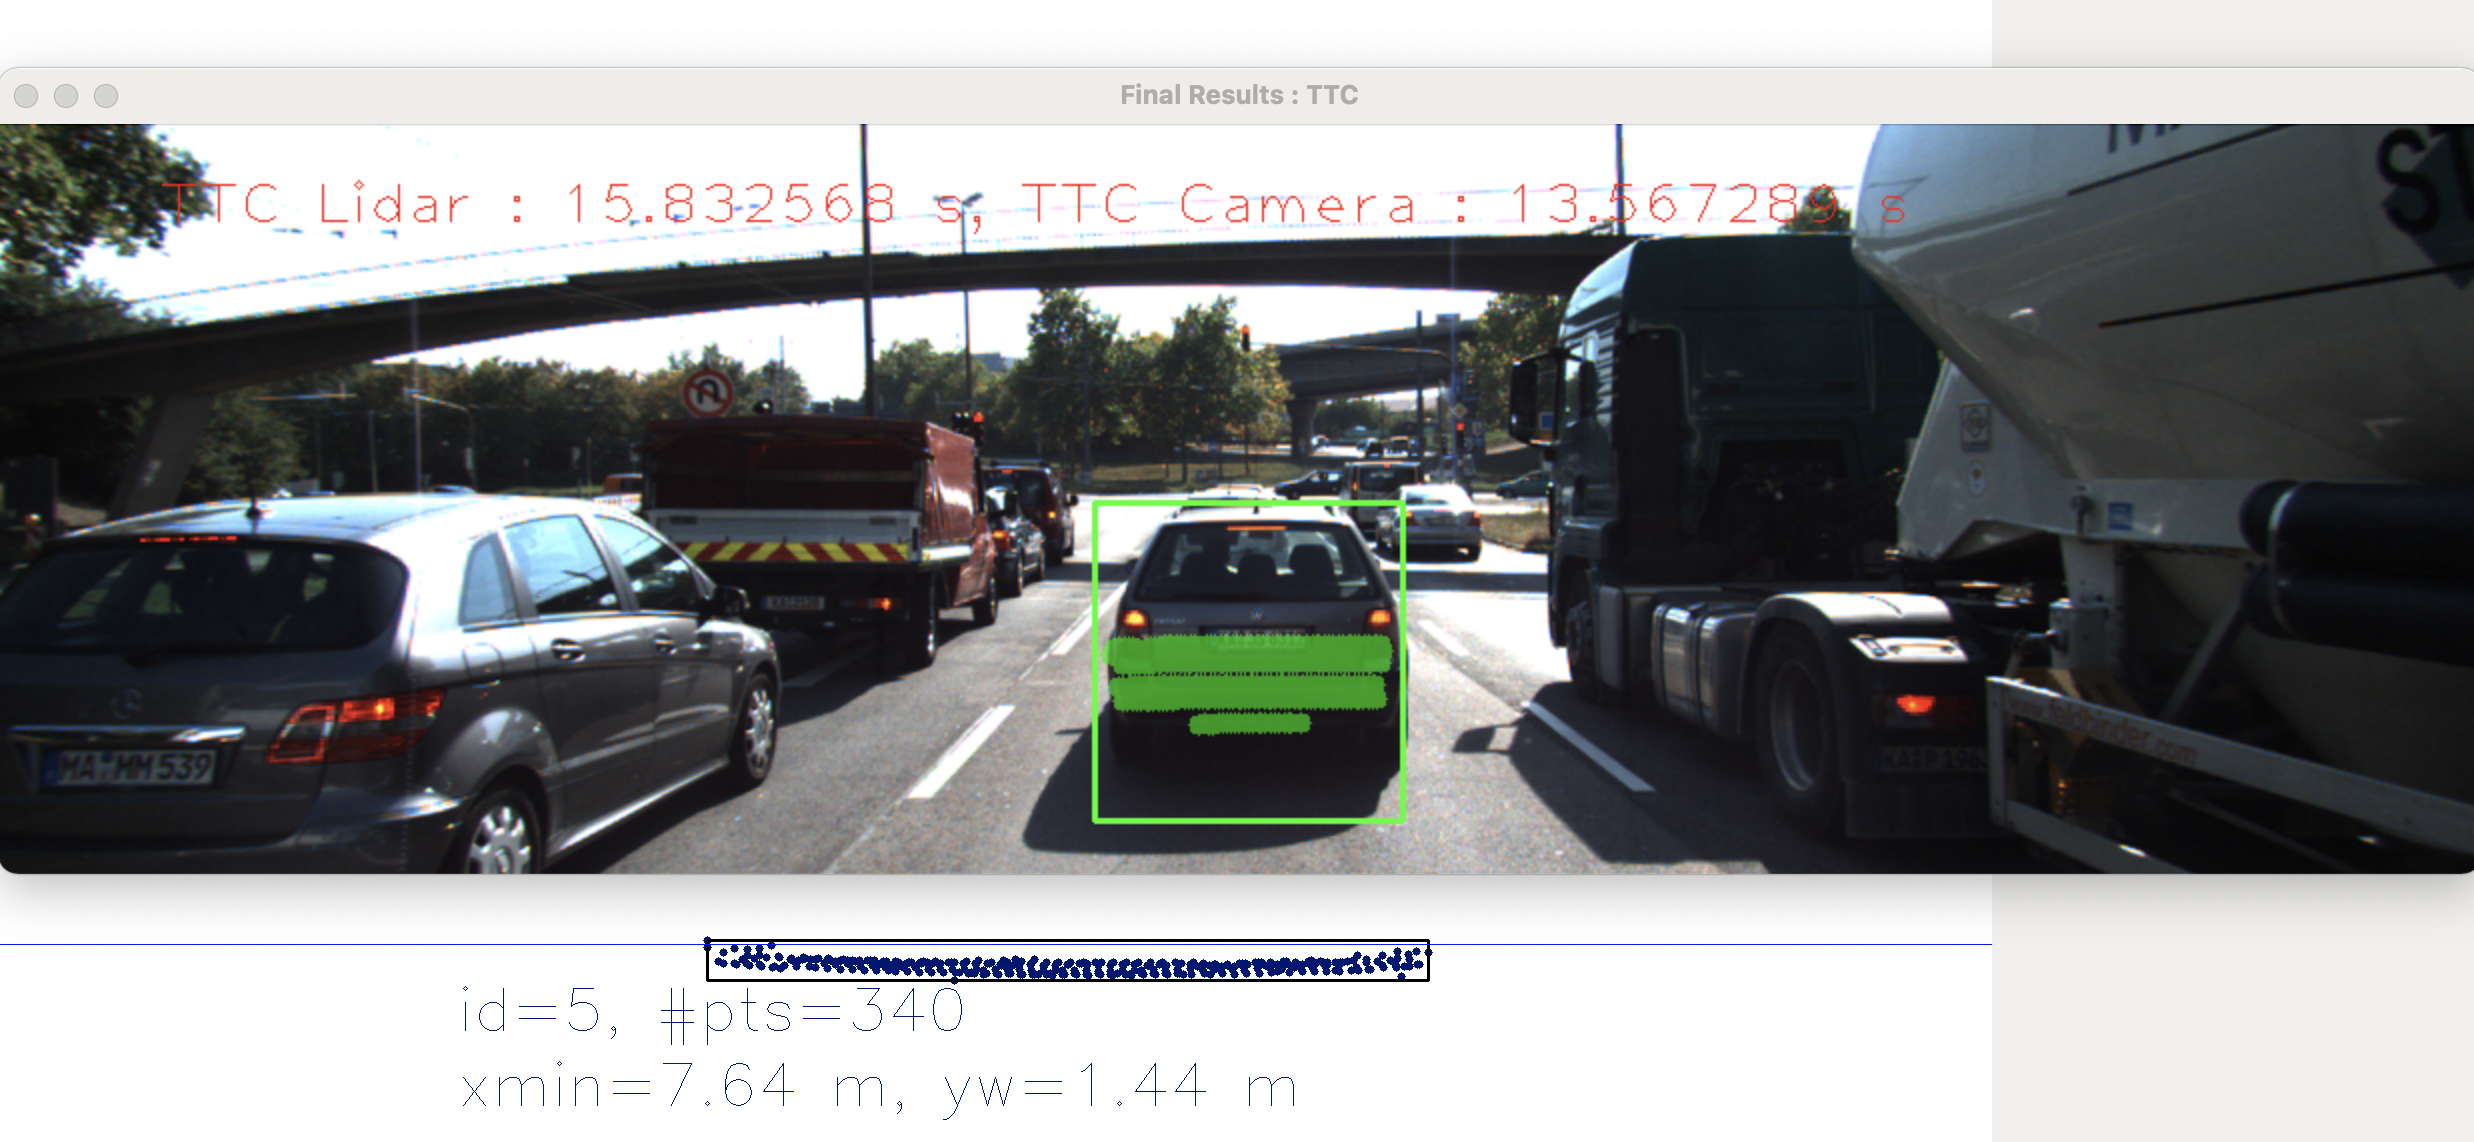 Final Results : TTC
TTC Lidar : 15.832568 s, TTC Camera : 13.567289 s
MA MM 539
id=5, #pts=340
xmin=7.64 m, yw=1.44 m